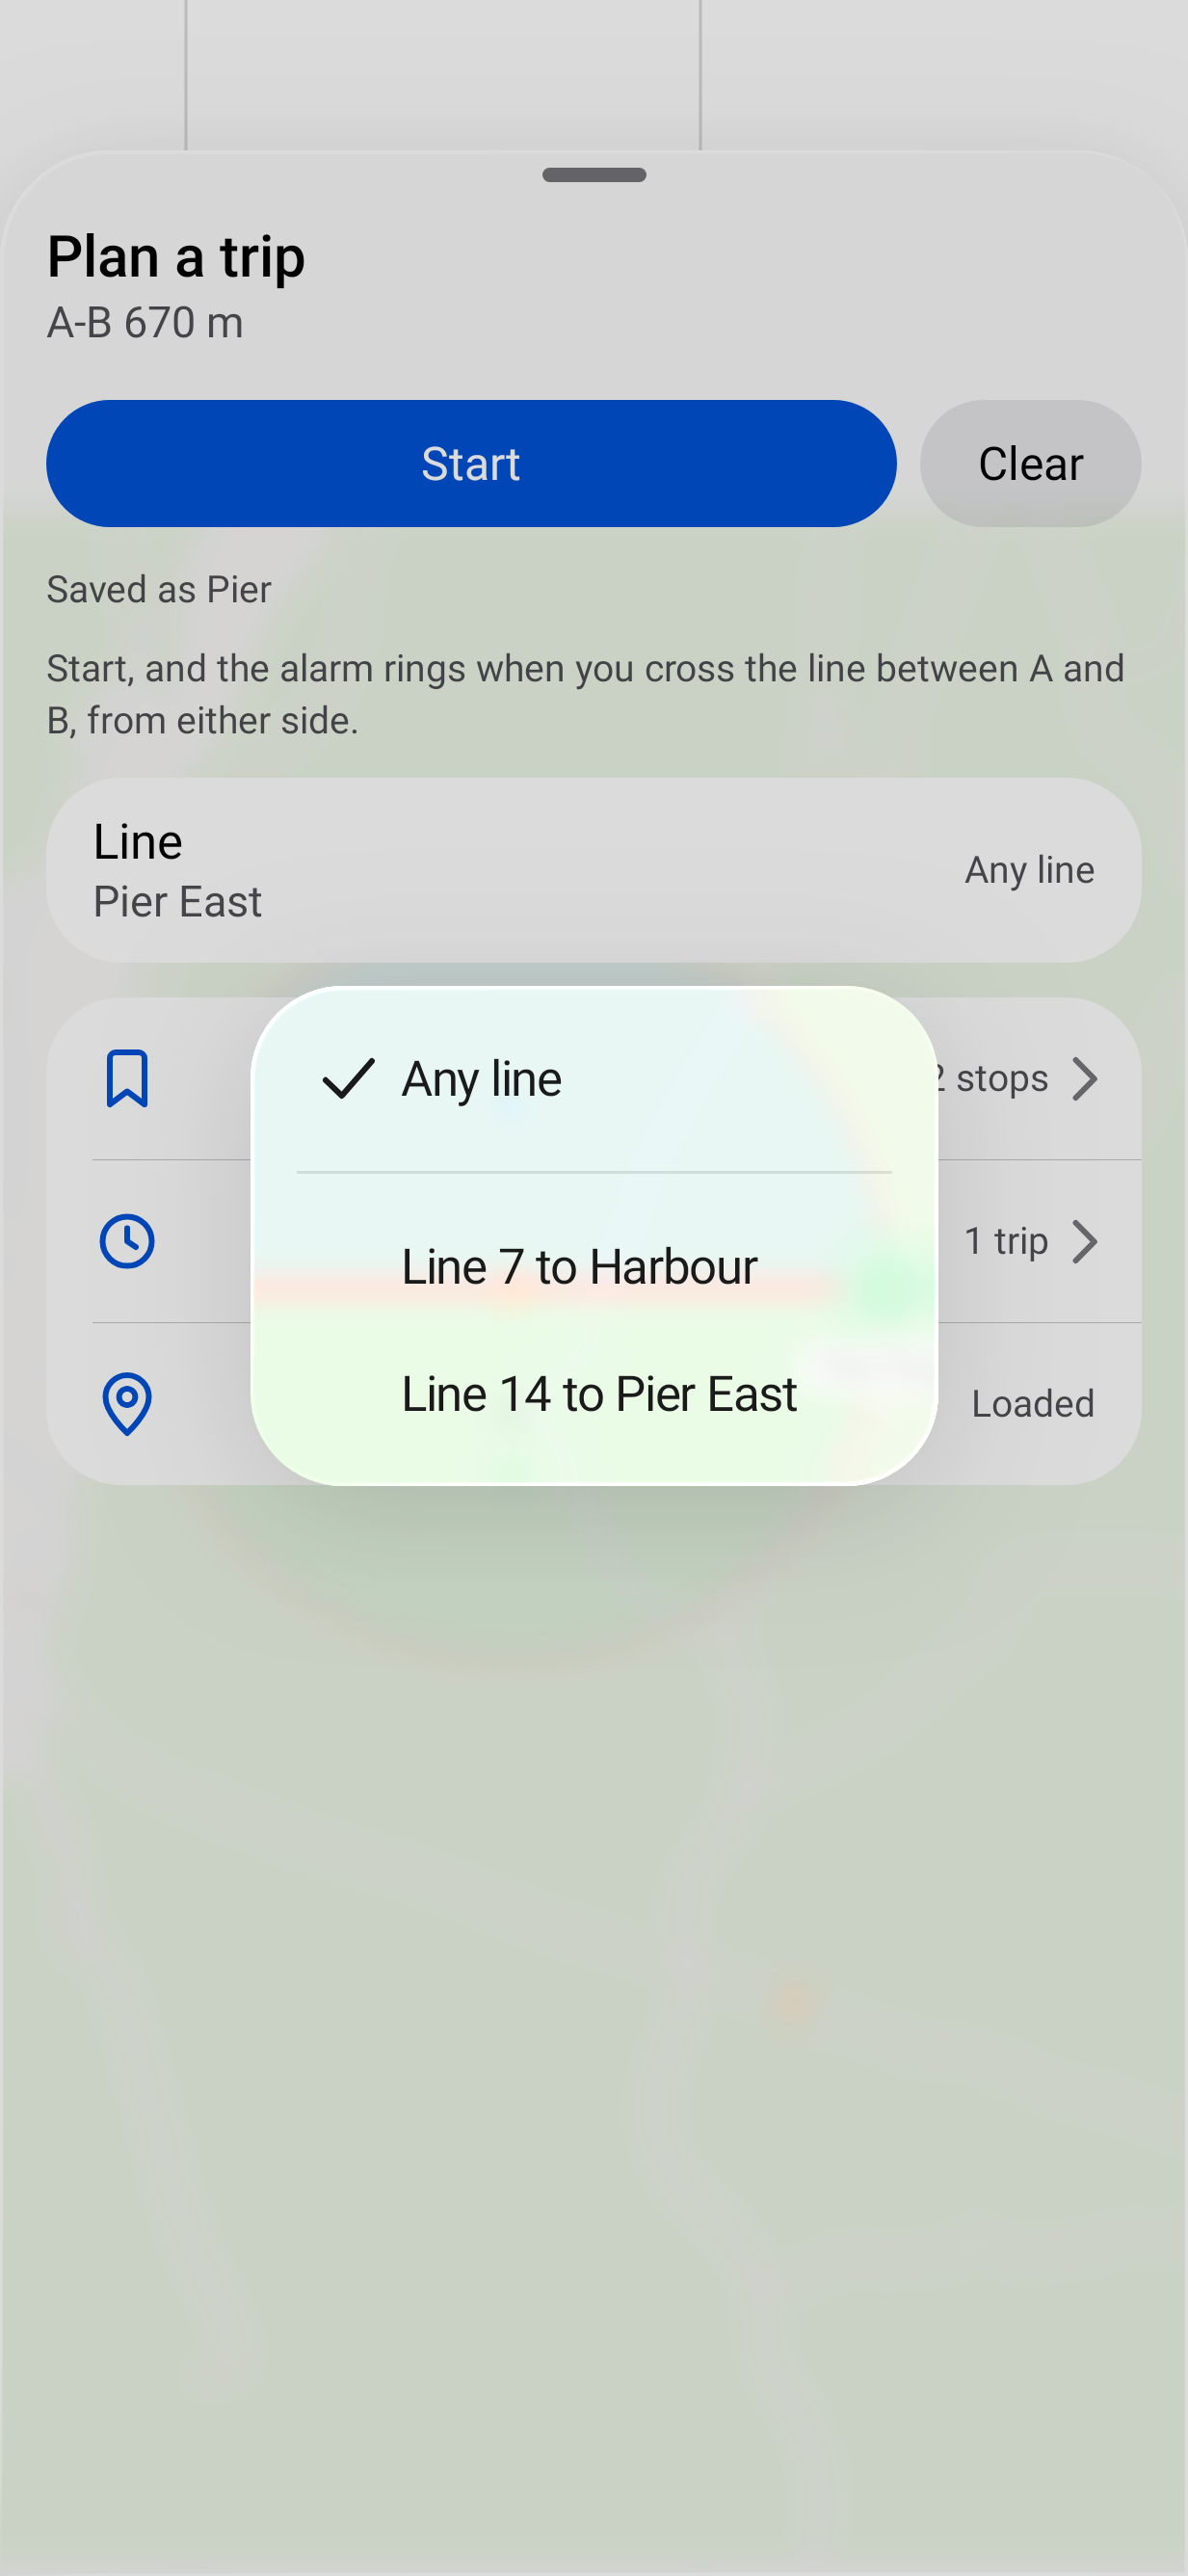 Plan a trip
A-B 670 m
Start
Clear
Saved as Pier
Start, and the alarm rings when you cross the line between A and
B, from either side.
Line
Pier East
Any line
Any line
2 stops
Line 7 to Harbour
1 trip
Line 14 to Pier East
Loaded